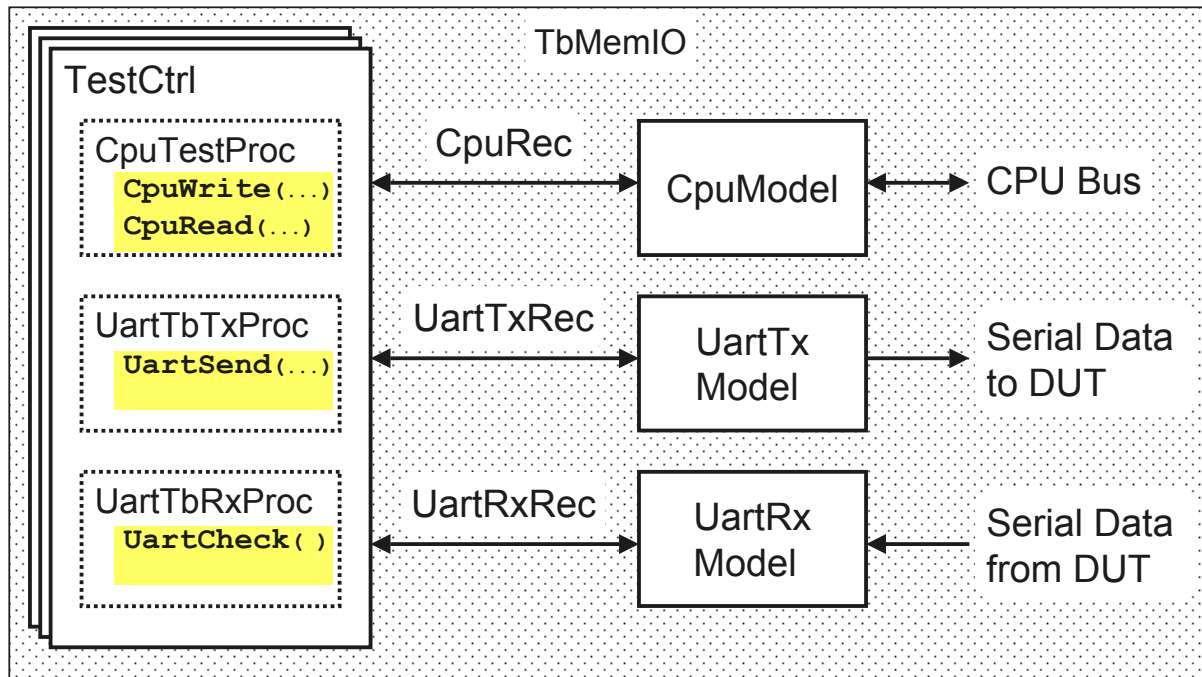 TbMemIO
TestCtrl
CpuTestProc
CpuWrite(...)
CpuRead(...)
CpuRec
CpuModel
CPU Bus
UartTbTxProc
UartSend(...)
UartTxRec
UartTx
Model
Serial Data
to DUT
UartTbRxProc
UartCheck( )
UartRxRec
UartRx
Model
Serial Data
from DUT